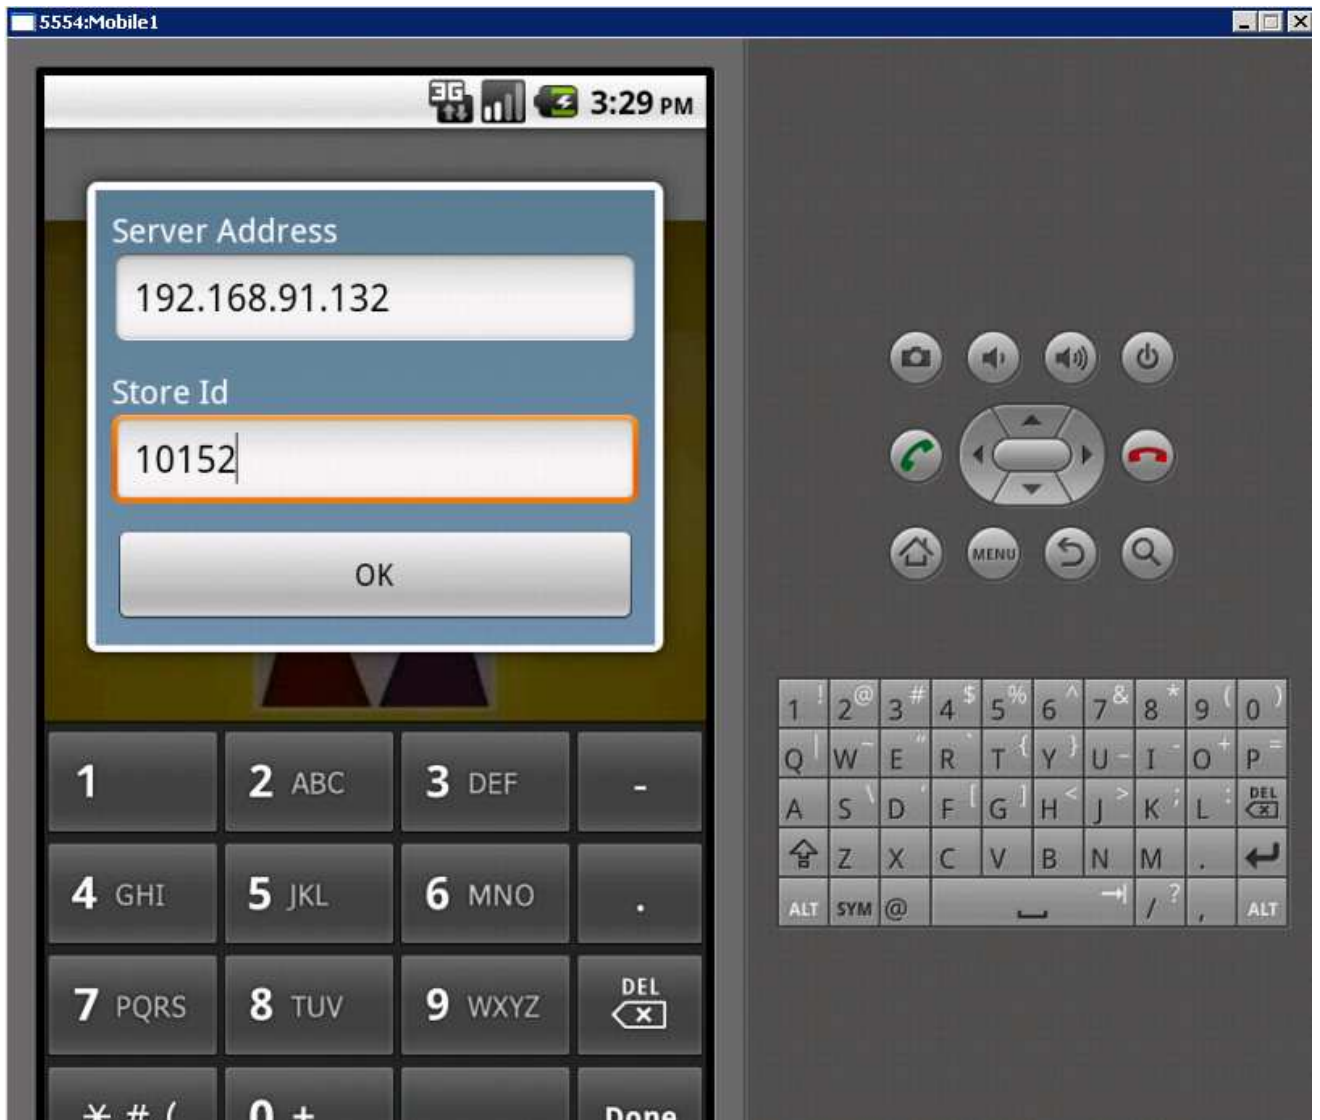 5554:Mobile1
3G 3:29 PM
Server Address
192.168.91.132
Store Id
10152
OK
MENU
1 ! 2 @ 3 # 4 $ 5 % 6 ^ 7 & 8 * 9 ( 0 )
Q | W ~ E " R ` T { Y } U _ I - O + P =
A S \ D ' F [ G ] H < J > K ; L : DEL
Z X C V B N M .
ALT SYM @ / ? , ALT
1 2 ABC 3 DEF -
4 GHI 5 JKL 6 MNO .
7 PQRS 8 TUV 9 WXYZ DEL
* # ( 0 + Done